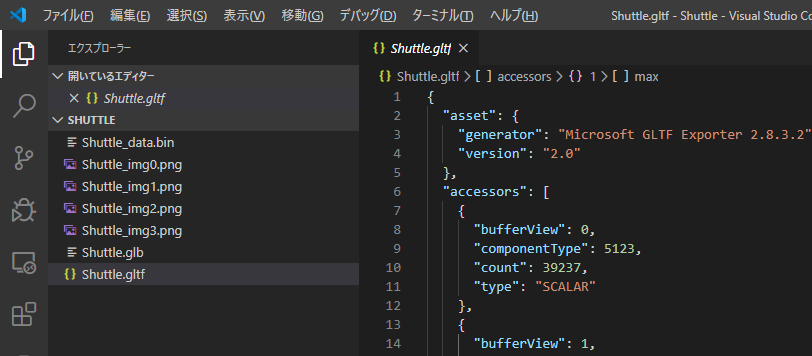 ファイル(F) 編集(E) 選択(S) 表示(V) 移動(G) デバッグ(D) ターミナル(T) ヘルプ(H) Shuttle.gltf - Shuttle - Visual Studio Co
エクスプローラー
開いているエディター
Shuttle.gltf
SHUTTLE
Shuttle_data.bin
Shuttle_img0.png
Shuttle_img1.png
Shuttle_img2.png
Shuttle_img3.png
Shuttle.glb
{} Shuttle.gltf
{} Shuttle.gltf
{} Shuttle.gltf > [ ] accessors > {} 1 > [ ] max
1 {
2 "asset": {
3 "generator": "Microsoft GLTF Exporter 2.8.3.2"
4 "version": "2.0"
5 },
6 "accessors": [
7 {
8 "bufferView": 0,
9 "componentType": 5123,
10 "count": 39237,
11 "type": "SCALAR"
12 },
13 {
14 "bufferView": 1,